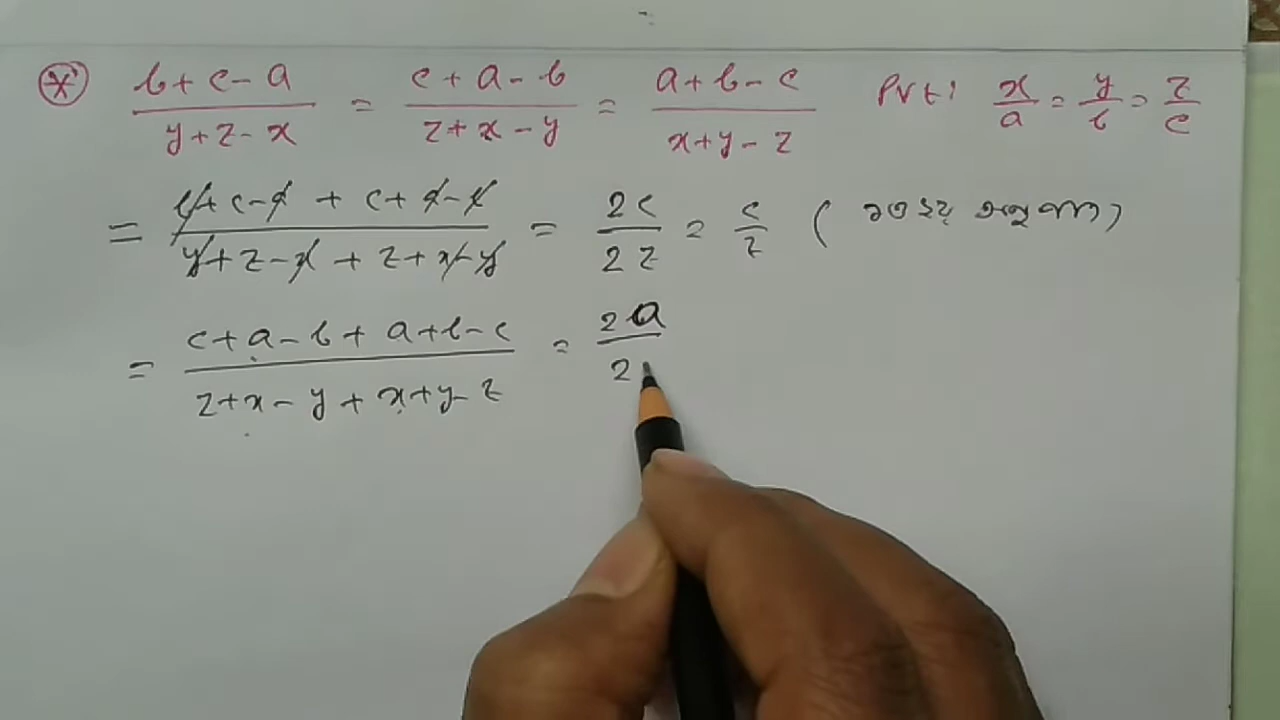 * (b+c-a)/(y+z-x) = (c+a-b)/(z+x-y) = (a+b-c)/(x+y-z) Prt: x/a = y/b = z/c
= (b+c-a + c+a-b)/(y+z-x + z+x-y) = 2c/2z = c/z (
= (c+a-b+a+b-c)/(z+x-y+x+y-z) = 2a/2